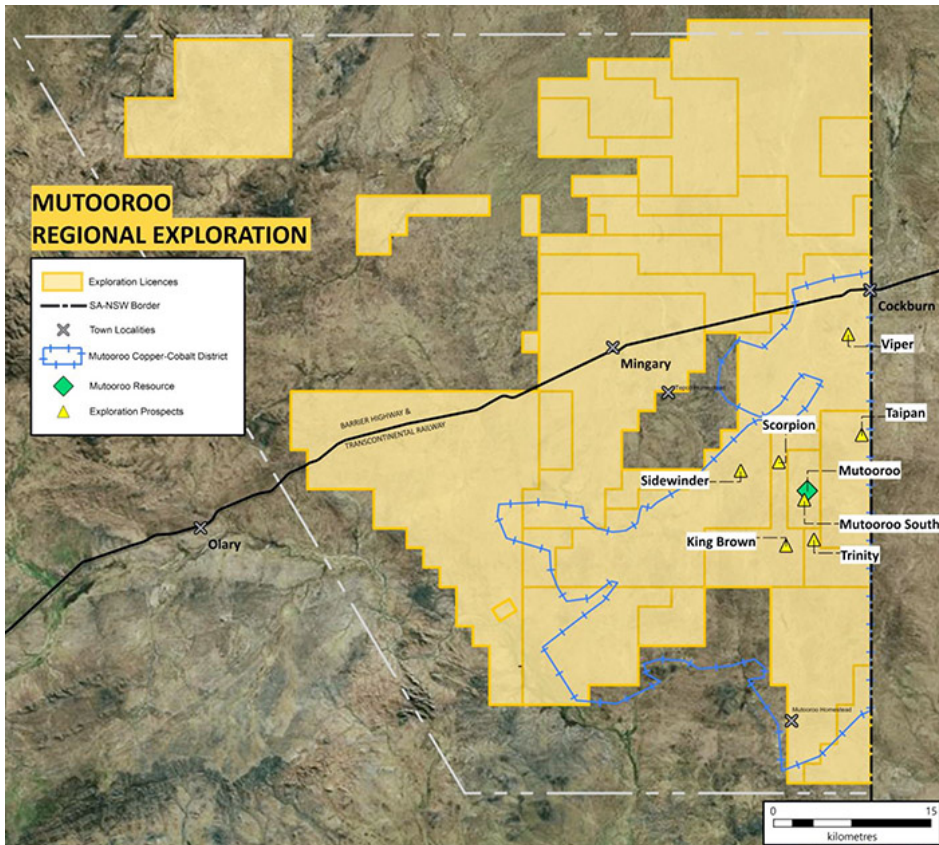 MUTOOROO
REGIONAL EXPLORATION
Exploration Licences
SA-NSW Border
Town Localities
Mutooroo Copper-Cobalt District
Mutooroo Resource
Exploration Prospects
Cockburn
Viper
Mingary
Taipan
Scorpion
BARRIER HIGHWAY &
TRANSCONTINENTAL RAILWAY
Mutooroo
Sidewinder
Mutooroo South
Olary
King Brown
Trinity
Mutooroo Homestead
0 15
kilometres